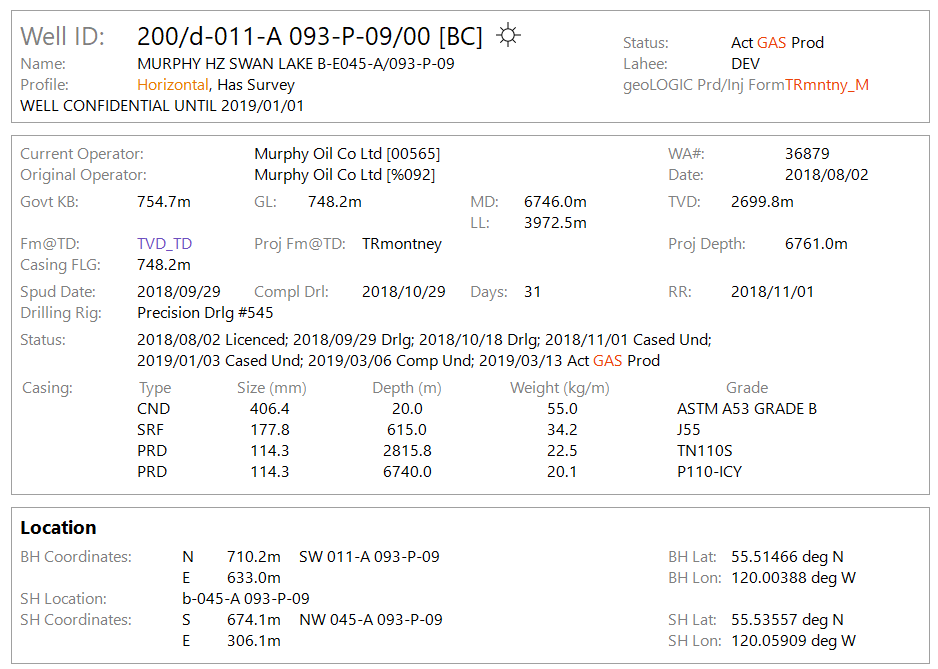 Well ID: 200/d-011-A 093-P-09/00 [BC]
Name: MURPHY HZ SWAN LAKE B-E045-A/093-P-09
Profile: Horizontal, Has Survey
WELL CONFIDENTIAL UNTIL 2019/01/01
Status: Act GAS Prod
Lahee: DEV
geoLOGIC Prd/Inj FormTRmntny_M
Current Operator: Murphy Oil Co Ltd [00565] WA#: 36879
Original Operator: Murphy Oil Co Ltd [%092] Date: 2018/08/02
Govt KB: 754.7m GL: 748.2m MD: 6746.0m TVD: 2699.8m
LL: 3972.5m
Fm@TD: TVD_TD Proj Fm@TD: TRmontney Proj Depth: 6761.0m
Casing FLG: 748.2m
Spud Date: 2018/09/29 Compl Drl: 2018/10/29 Days: 31 RR: 2018/11/01
Drilling Rig: Precision Drlg #545
Status: 2018/08/02 Licenced; 2018/09/29 Drlg; 2018/10/18 Drlg; 2018/11/01 Cased Und;
2019/01/03 Cased Und; 2019/03/06 Comp Und; 2019/03/13 Act GAS Prod
Casing: Type Size (mm) Depth (m) Weight (kg/m) Grade
CND 406.4 20.0 55.0 ASTM A53 GRADE B
SRF 177.8 615.0 34.2 J55
PRD 114.3 2815.8 22.5 TN110S
PRD 114.3 6740.0 20.1 P110-ICY
Location
BH Coordinates: N 710.2m SW 011-A 093-P-09 BH Lat: 55.51466 deg N
E 633.0m BH Lon: 120.00388 deg W
SH Location: b-045-A 093-P-09
SH Coordinates: S 674.1m NW 045-A 093-P-09 SH Lat: 55.53557 deg N
E 306.1m SH Lon: 120.05909 deg W